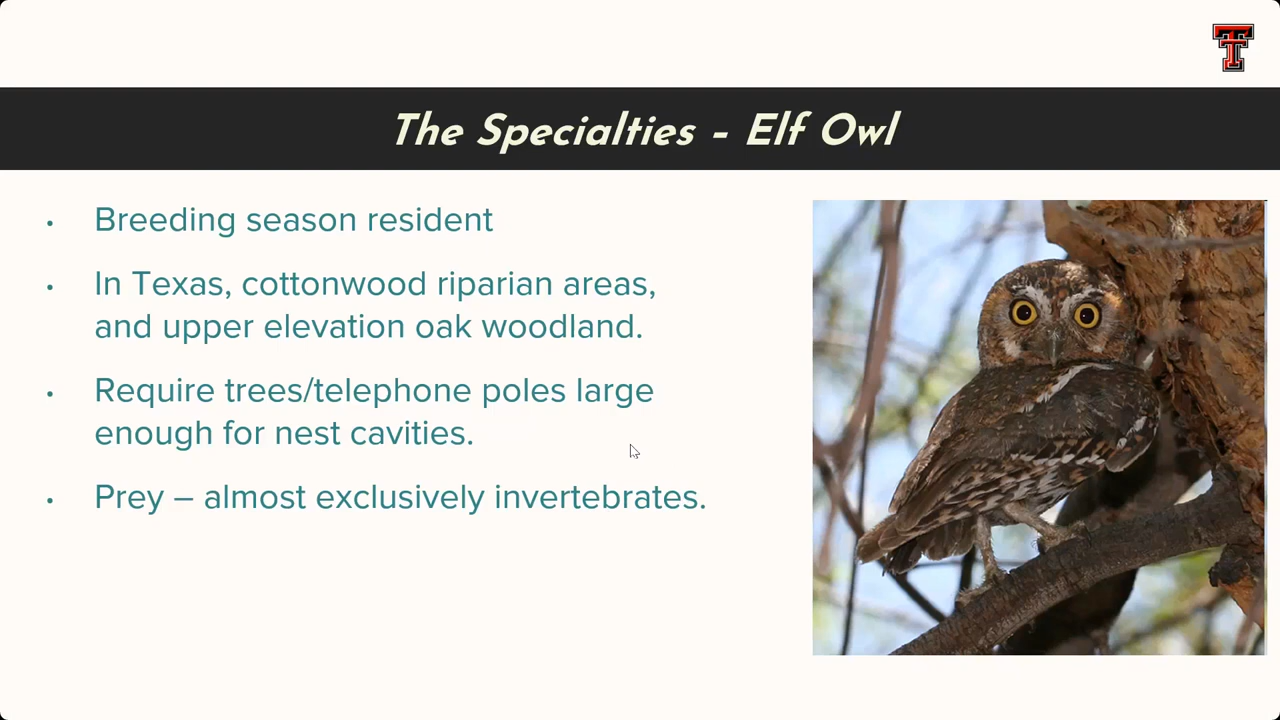 The Specialties - Elf Owl
• Breeding season resident
• In Texas, cottonwood riparian areas,
and upper elevation oak woodland.
• Require trees/telephone poles large
enough for nest cavities.
• Prey – almost exclusively invertebrates.